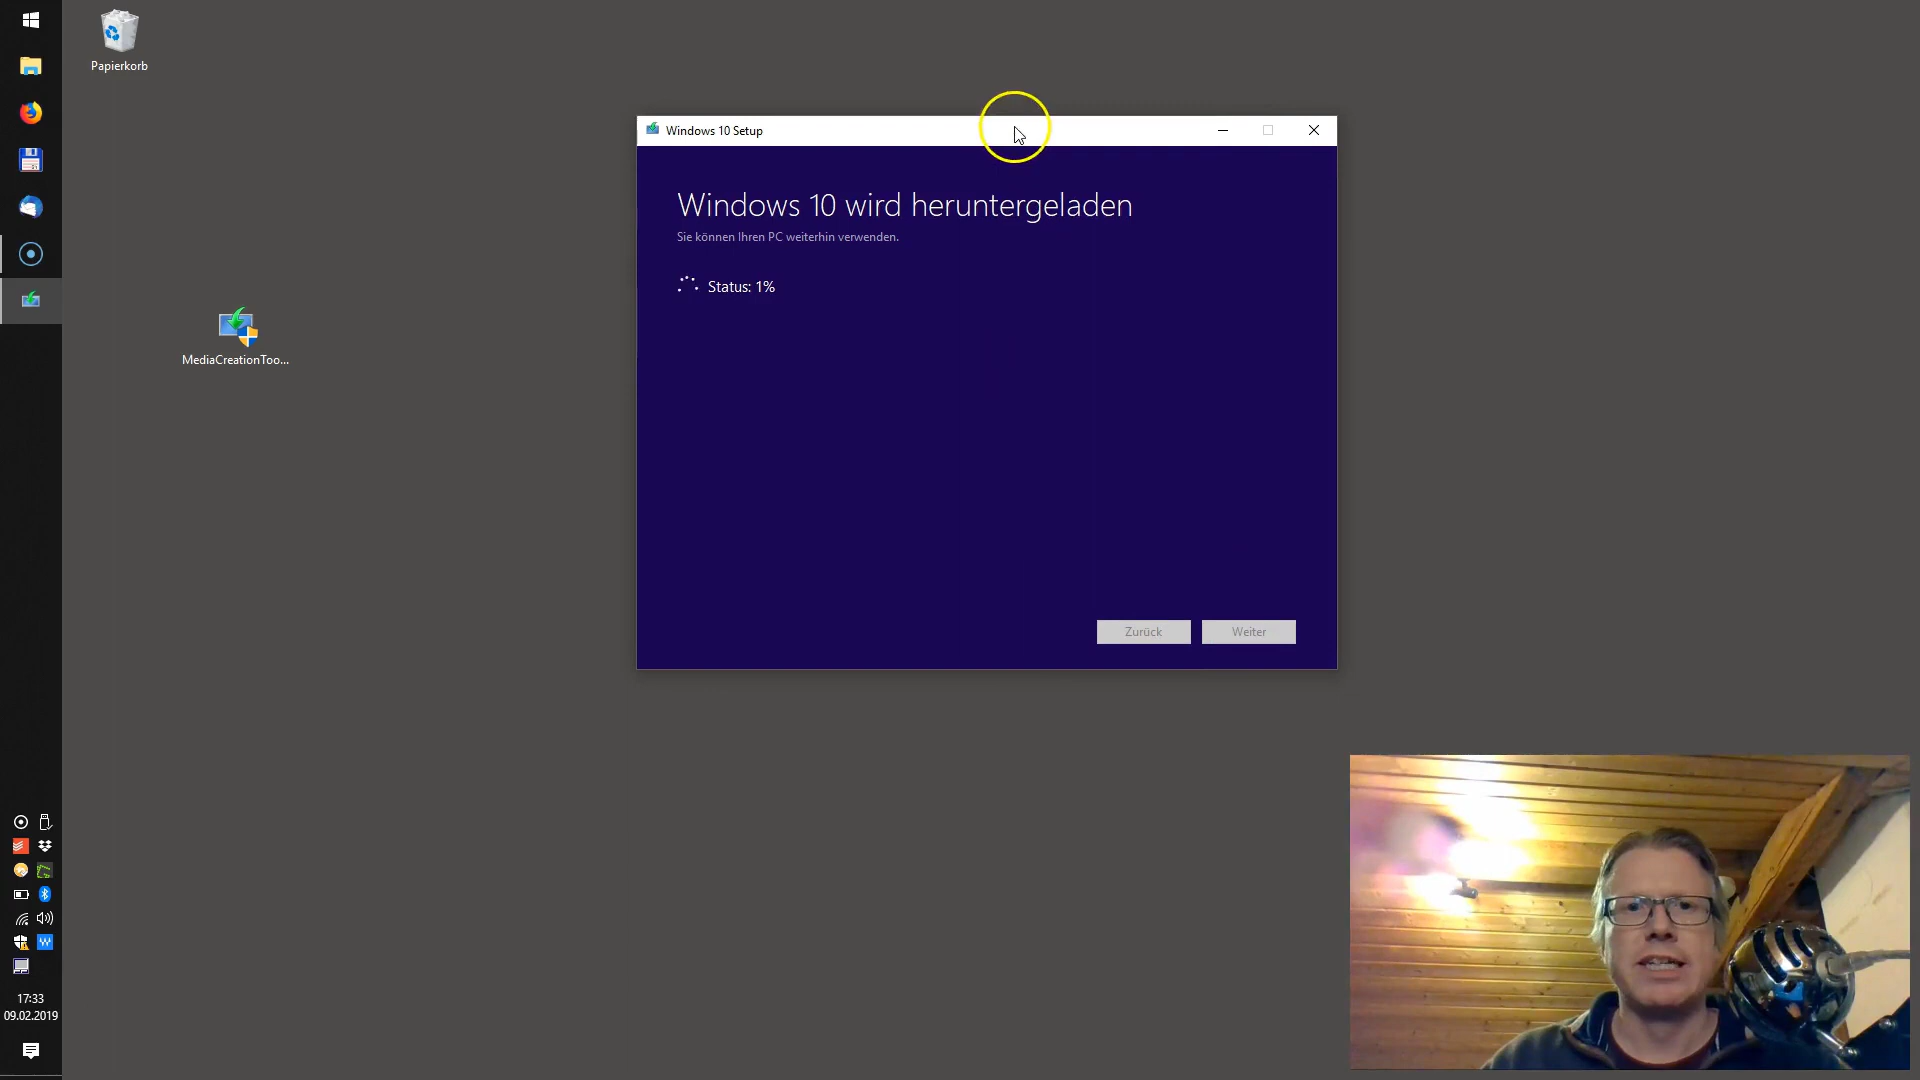 Papierkorb
Windows 10 Setup
Windows 10 wird heruntergeladen
Sie können Ihren PC weiterhin verwenden.
Status: 1%
MediaCreationToo...
Zurück
Weiter
17:33
09.02.2019